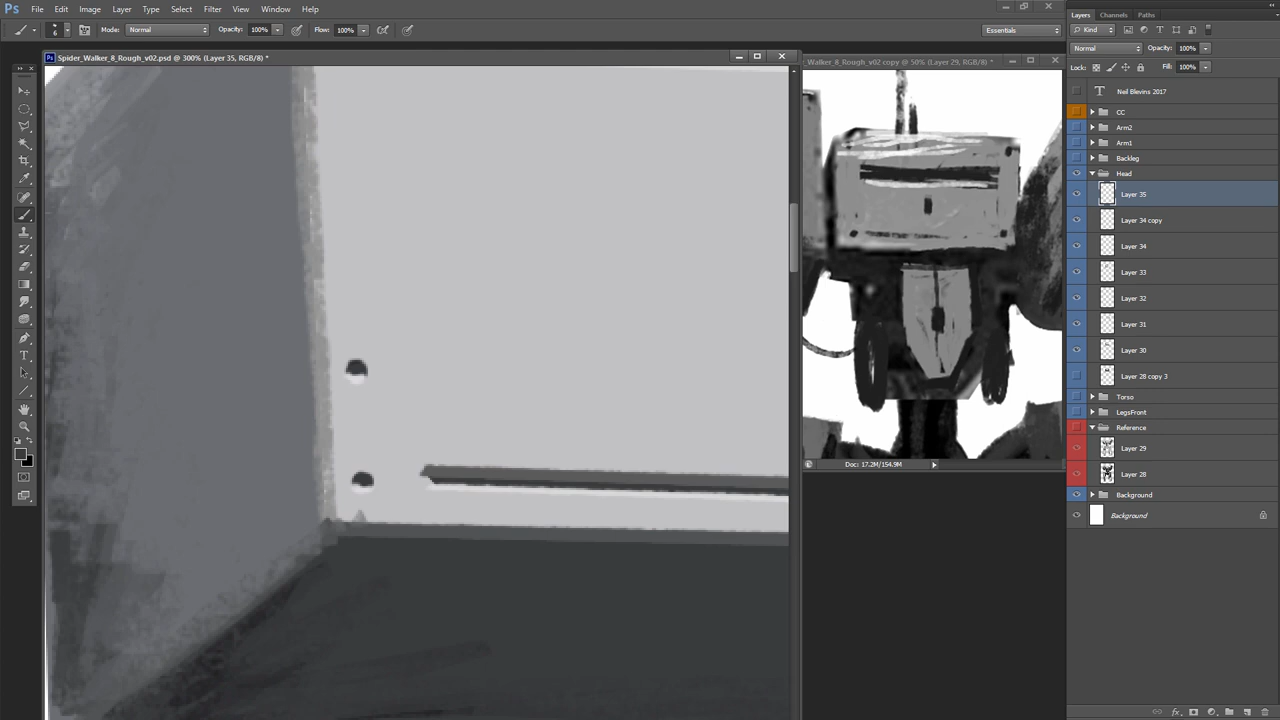 Ps File Edit Image Layer Type Select Filter View Window Help
6 Mode: Normal Opacity: 100% Flow: 100% Essentials
Ps Spider_Walker_8_Rough_v02.psd @ 300% (Layer 35, RGB/8) *
_Walker_8_Rough_v02 copy @ 50% (Layer 29, RGB/8) *
Doc: 17.2M/154.9M
Layers Channels Paths
Kind
Normal Opacity: 100%
Lock: Fill: 100%
T Neil Blevins 2017
CC
Arm2
Arm1
Backleg
Head
Layer 35
Layer 34 copy
Layer 34
Layer 33
Layer 32
Layer 31
Layer 30
Layer 28 copy 3
Torso
LegsFront
Reference
Layer 29
Layer 28
Background
Background
fx